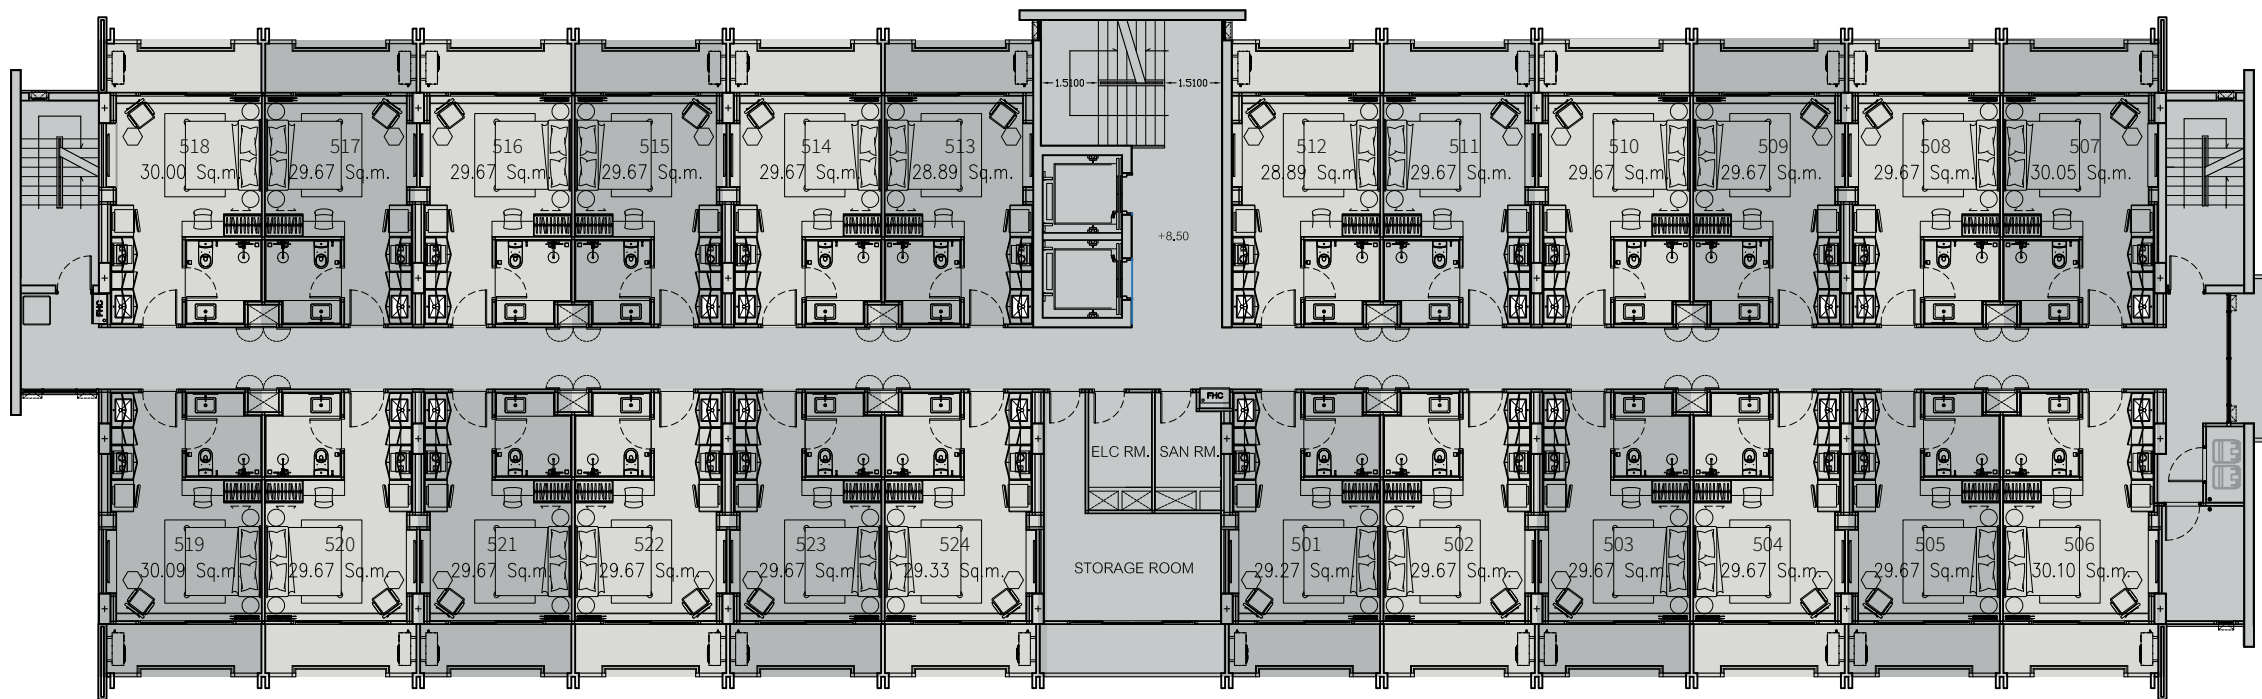 1.5100
1.5100
518
30.00 Sq.m.
517
29.67 Sq.m.
516
29.67 Sq.m.
515
29.67 Sq.m.
514
29.67 Sq.m.
513
28.89 Sq.m.
512
28.89 Sq.m.
511
29.67 Sq.m.
510
29.67 Sq.m.
509
29.67 Sq.m.
508
29.67 Sq.m.
507
30.05 Sq.m.
+8.50
FHC
FHC
ELC RM.
SAN RM.
519
30.09 Sq.m.
520
29.67 Sq.m.
521
29.67 Sq.m.
522
29.67 Sq.m.
523
29.67 Sq.m.
524
29.33 Sq.m.
STORAGE ROOM
501
29.27 Sq.m.
502
29.67 Sq.m.
503
29.67 Sq.m.
504
29.67 Sq.m.
505
29.67 Sq.m.
506
30.10 Sq.m.